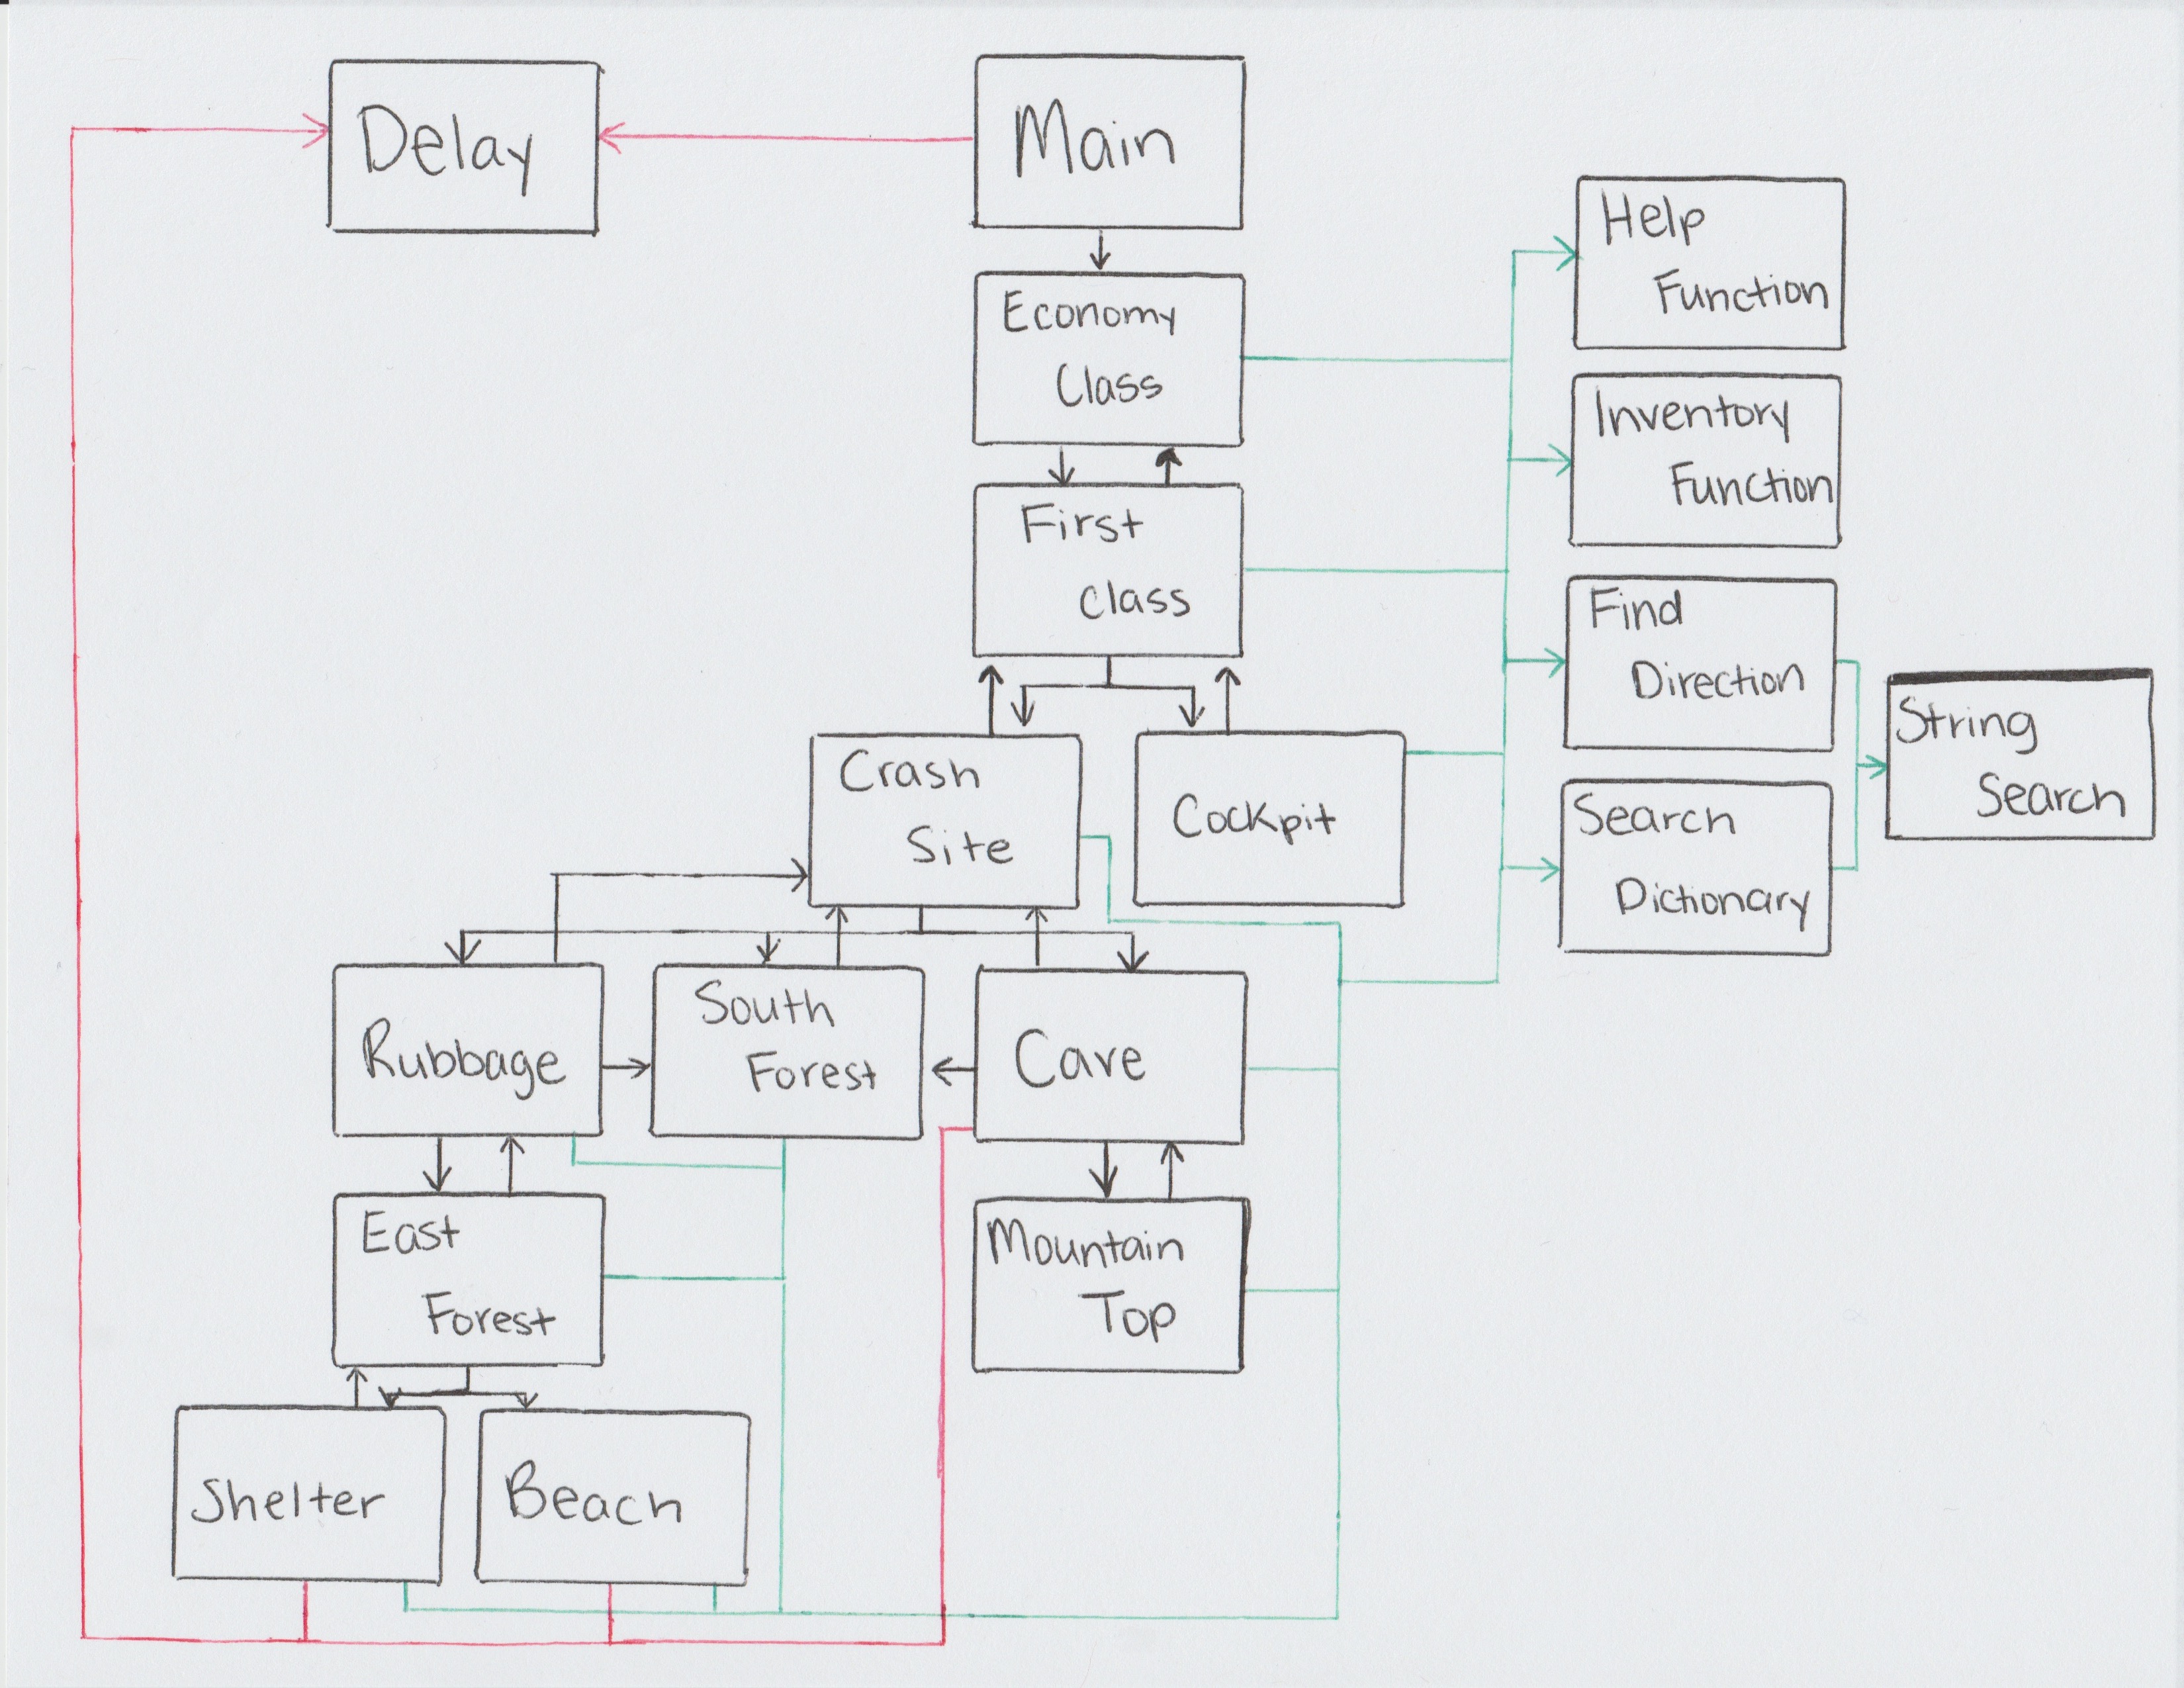 Delay
Main
Help
Function
Economy
Class
Inventory
Function
First
class
Find
Direction
String
Search
Crash
Site
Cockpit
Search
Dictionary
Rubbage
South
Forest
Cave
East
Forest
Mountain
Top
Shelter
Beach